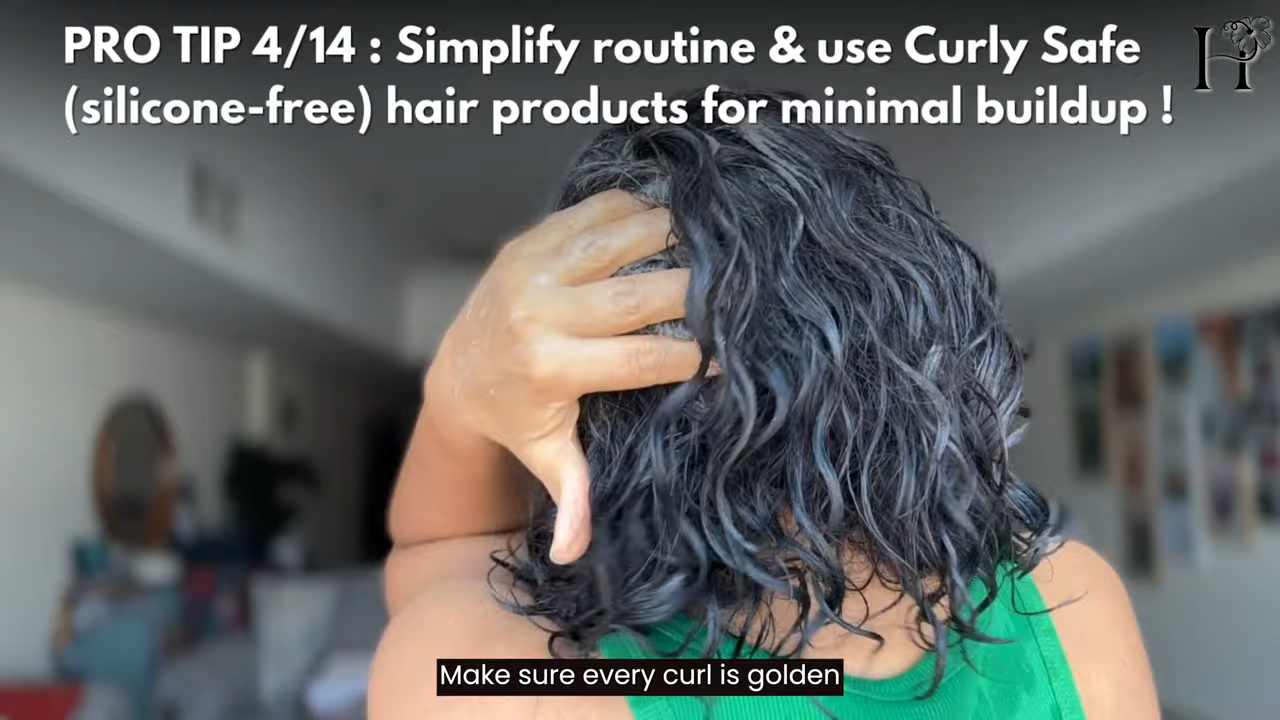 PRO TIP 4/14 : Simplify routine & use Curly Safe
(silicone-free) hair products for minimal buildup !
H
Make sure every curl is golden